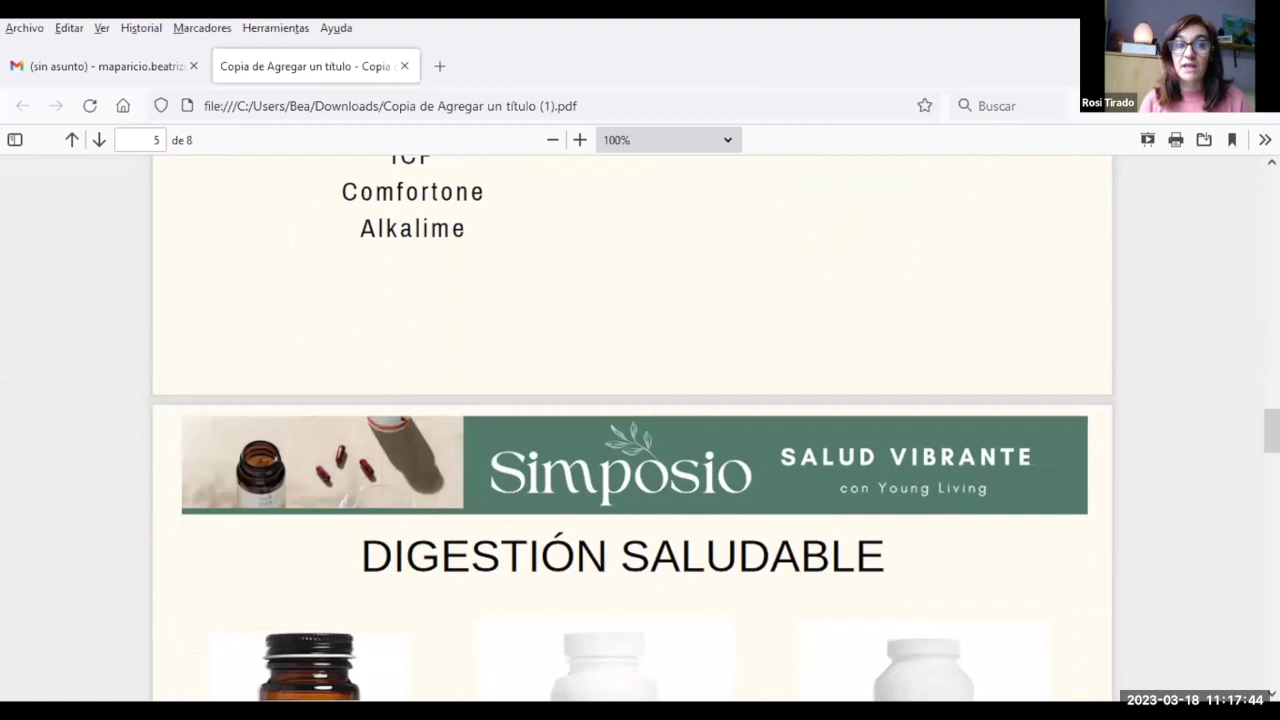 Archivo Editar Ver Historial Marcadores Herramientas Ayuda
(sin asunto) - maparicio.beatriz
Copia de Agregar un título - Copia
file:///C:/Users/Bea/Downloads/Copia de Agregar un título (1).pdf
Buscar
Rosi Tirado
5 de 8
100%
ICP
Comfortone
Alkalime
Simposio
SALUD VIBRANTE
con Young Living
DIGESTIÓN SALUDABLE
2023-03-18 11:17:44